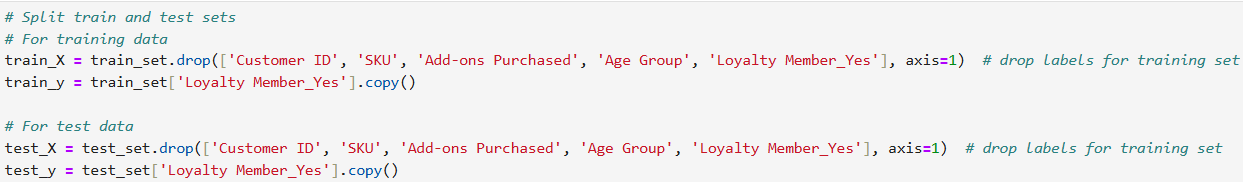 # Split train and test sets
# For training data
train_X = train_set.drop(['Customer ID', 'SKU', 'Add-ons Purchased', 'Age Group', 'Loyalty Member_Yes'], axis=1)  # drop labels for training set
train_y = train_set['Loyalty Member_Yes'].copy()

# For test data
test_X = test_set.drop(['Customer ID', 'SKU', 'Add-ons Purchased', 'Age Group', 'Loyalty Member_Yes'], axis=1)  # drop labels for training set
test_y = test_set['Loyalty Member_Yes'].copy()